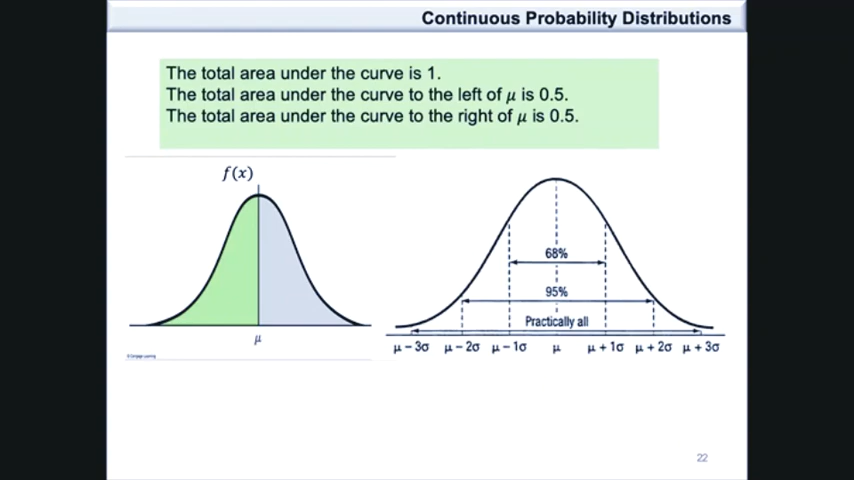 Continuous Probability Distributions
The total area under the curve is 1.
The total area under the curve to the left of μ is 0.5.
The total area under the curve to the right of μ is 0.5.
f(x)
μ
© Cengage Learning
68%
95%
Practically all
μ − 3σ μ − 2σ μ − 1σ μ μ + 1σ μ + 2σ μ + 3σ
22